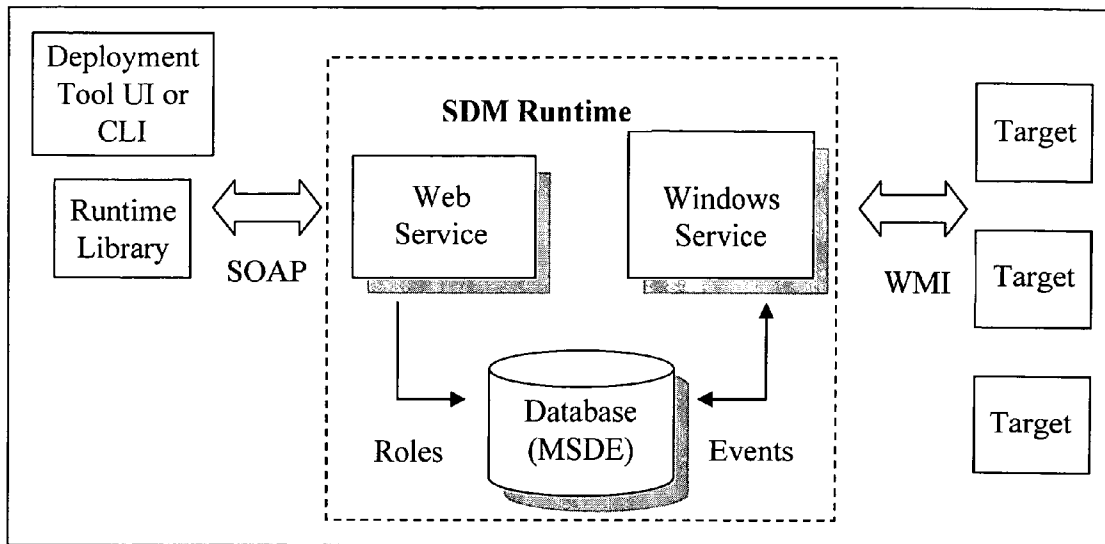 Deployment
Tool UI or
CLI
Runtime
Library
SOAP
SDM Runtime
Web
Service
Windows
Service
Database
(MSDE)
Roles
Events
WMI
Target
Target
Target